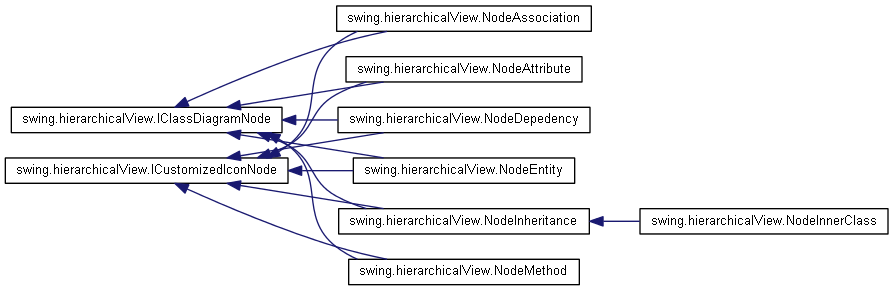 swing.hierarchicalView.NodeAssociation
swing.hierarchicalView.NodeAttribute
swing.hierarchicalView.IClassDiagramNode
swing.hierarchicalView.NodeDepedency
swing.hierarchicalView.ICustomizedIconNode
swing.hierarchicalView.NodeEntity
swing.hierarchicalView.NodeInheritance
swing.hierarchicalView.NodeInnerClass
swing.hierarchicalView.NodeMethod